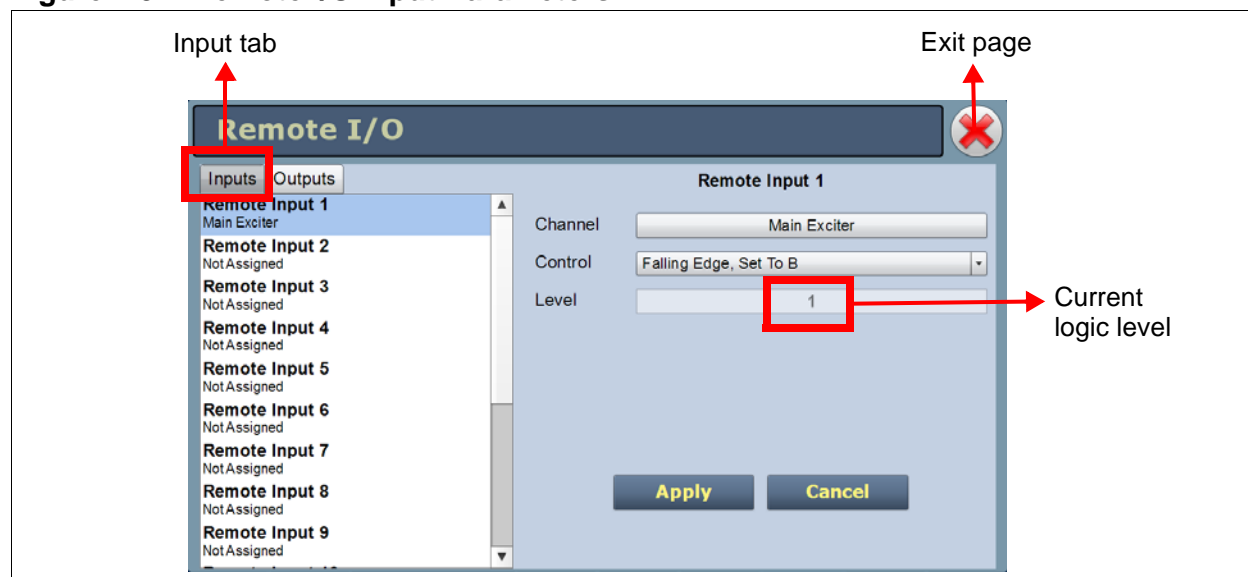 Input tab
Exit page
Remote I/O
Inputs
Outputs
Remote Input 1
Main Exciter
Remote Input 2
Not Assigned
Remote Input 3
Not Assigned
Remote Input 4
Not Assigned
Remote Input 5
Not Assigned
Remote Input 6
Not Assigned
Remote Input 7
Not Assigned
Remote Input 8
Not Assigned
Remote Input 9
Not Assigned
Remote Input 1
Channel Main Exciter
Control Falling Edge, Set To B
Level 1
Current
logic level
Apply Cancel